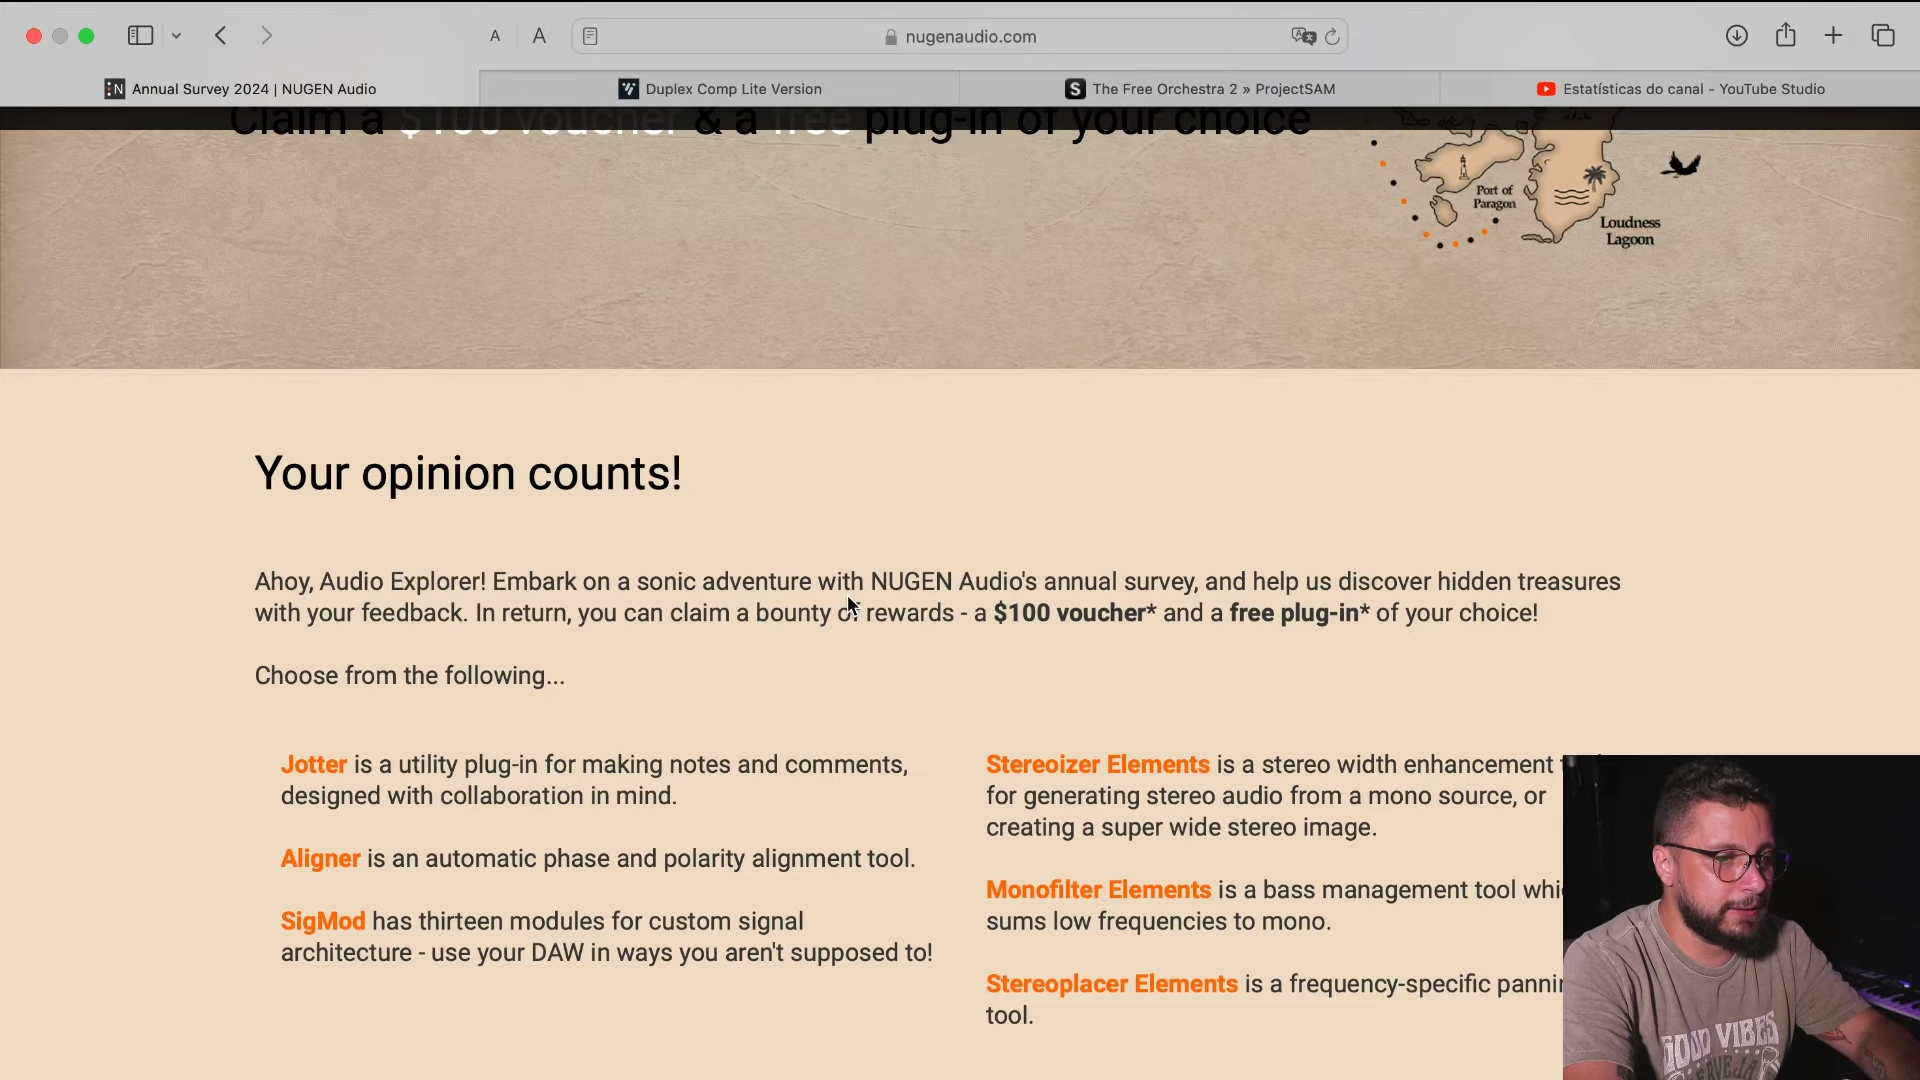 A A nugenaudio.com
Annual Survey 2024 | NUGEN Audio
Duplex Comp Lite Version
The Free Orchestra 2 » ProjectSAM
Estatísticas do canal - YouTube Studio
Claim a $100 voucher & a free plug-in of your choice
Port of
Paragon
Loudness
Lagoon
Your opinion counts!
Ahoy, Audio Explorer! Embark on a sonic adventure with NUGEN Audio's annual survey, and help us discover hidden treasures
with your feedback. In return, you can claim a bounty of rewards - a $100 voucher* and a free plug-in* of your choice!
Choose from the following...
Jotter is a utility plug-in for making notes and comments,
designed with collaboration in mind.
Aligner is an automatic phase and polarity alignment tool.
SigMod has thirteen modules for custom signal
architecture - use your DAW in ways you aren't supposed to!
Stereoizer Elements is a stereo width enhancement
for generating stereo audio from a mono source, or
creating a super wide stereo image.
Monofilter Elements is a bass management tool whi
sums low frequencies to mono.
Stereoplacer Elements is a frequency-specific pannin
tool.
GOOD VIBES